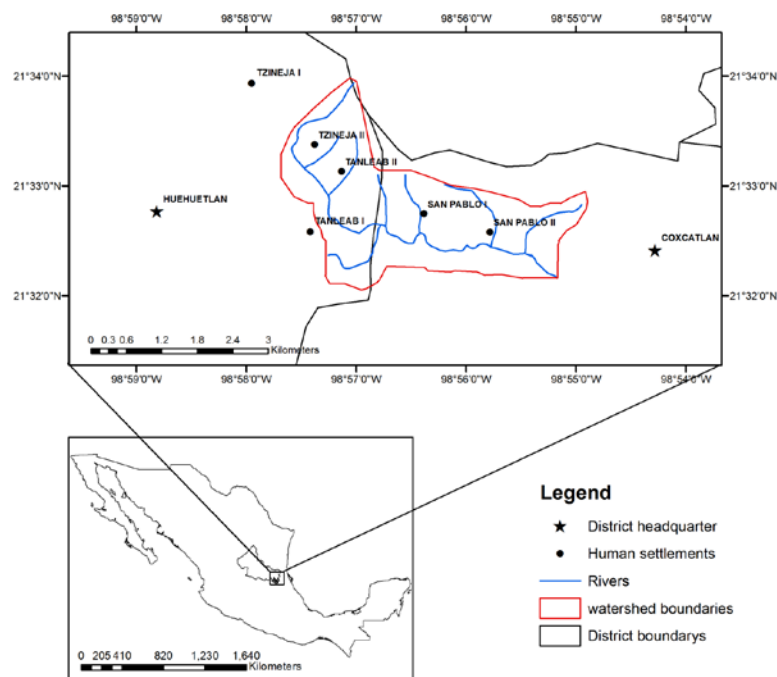 98°59'0"W 98°58'0"W 98°57'0"W 98°56'0"W 98°55'0"W 98°54'0"W
21°34'0"N 21°34'0"N
TZINEJA I
TZINEJA II
TANLEAB II
21°33'0"N 21°33'0"N
HUEHUETLAN
SAN PABLO I
TANLEAB I
SAN PABLO II
COXCATLAN
21°32'0"N 21°32'0"N
0 0.3 0.6 1.2 1.8 2.4 3
Kilometers
98°59'0"W 98°58'0"W 98°57'0"W 98°56'0"W 98°55'0"W 98°54'0"W
Legend
District headquarter
Human settlements
Rivers
watershed boundaries
District boundarys
0 205 410 820 1,230 1,640
Kilometers